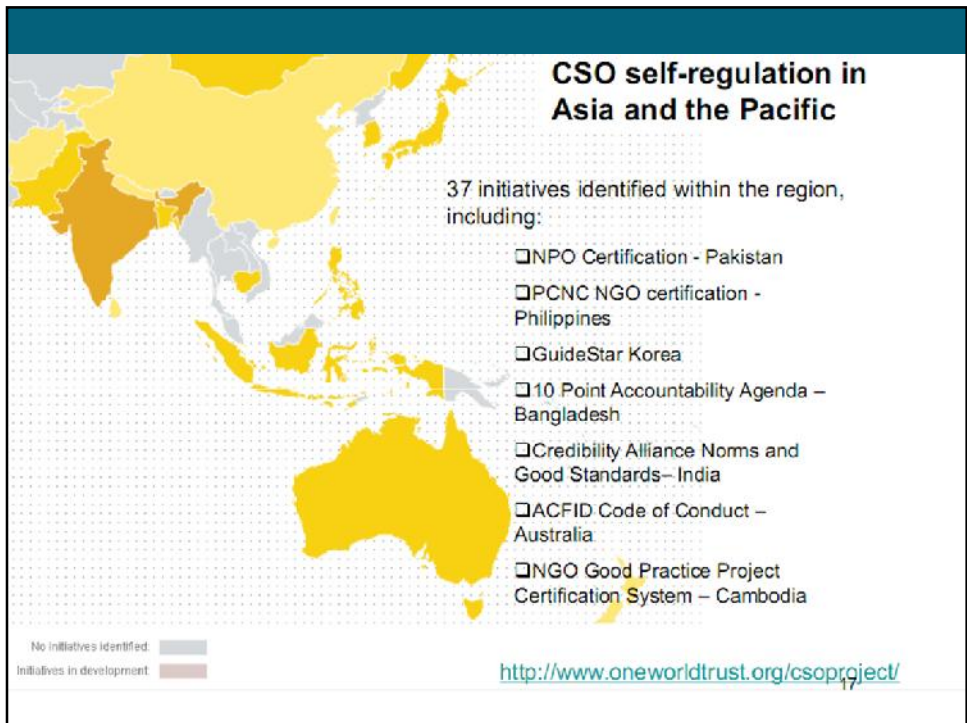 CSO self-regulation in
Asia and the Pacific
37 initiatives identified within the region,
including:
❑NPO Certification - Pakistan
❑PCNC NGO certification -
Philippines
❑GuideStar Korea
❑10 Point Accountability Agenda –
Bangladesh
❑Credibility Alliance Norms and
Good Standards– India
❑ACFID Code of Conduct –
Australia
❑NGO Good Practice Project
Certification System – Cambodia
No initiatives identified:
Initiatives in development:
http://www.oneworldtrust.org/csoproject/
17